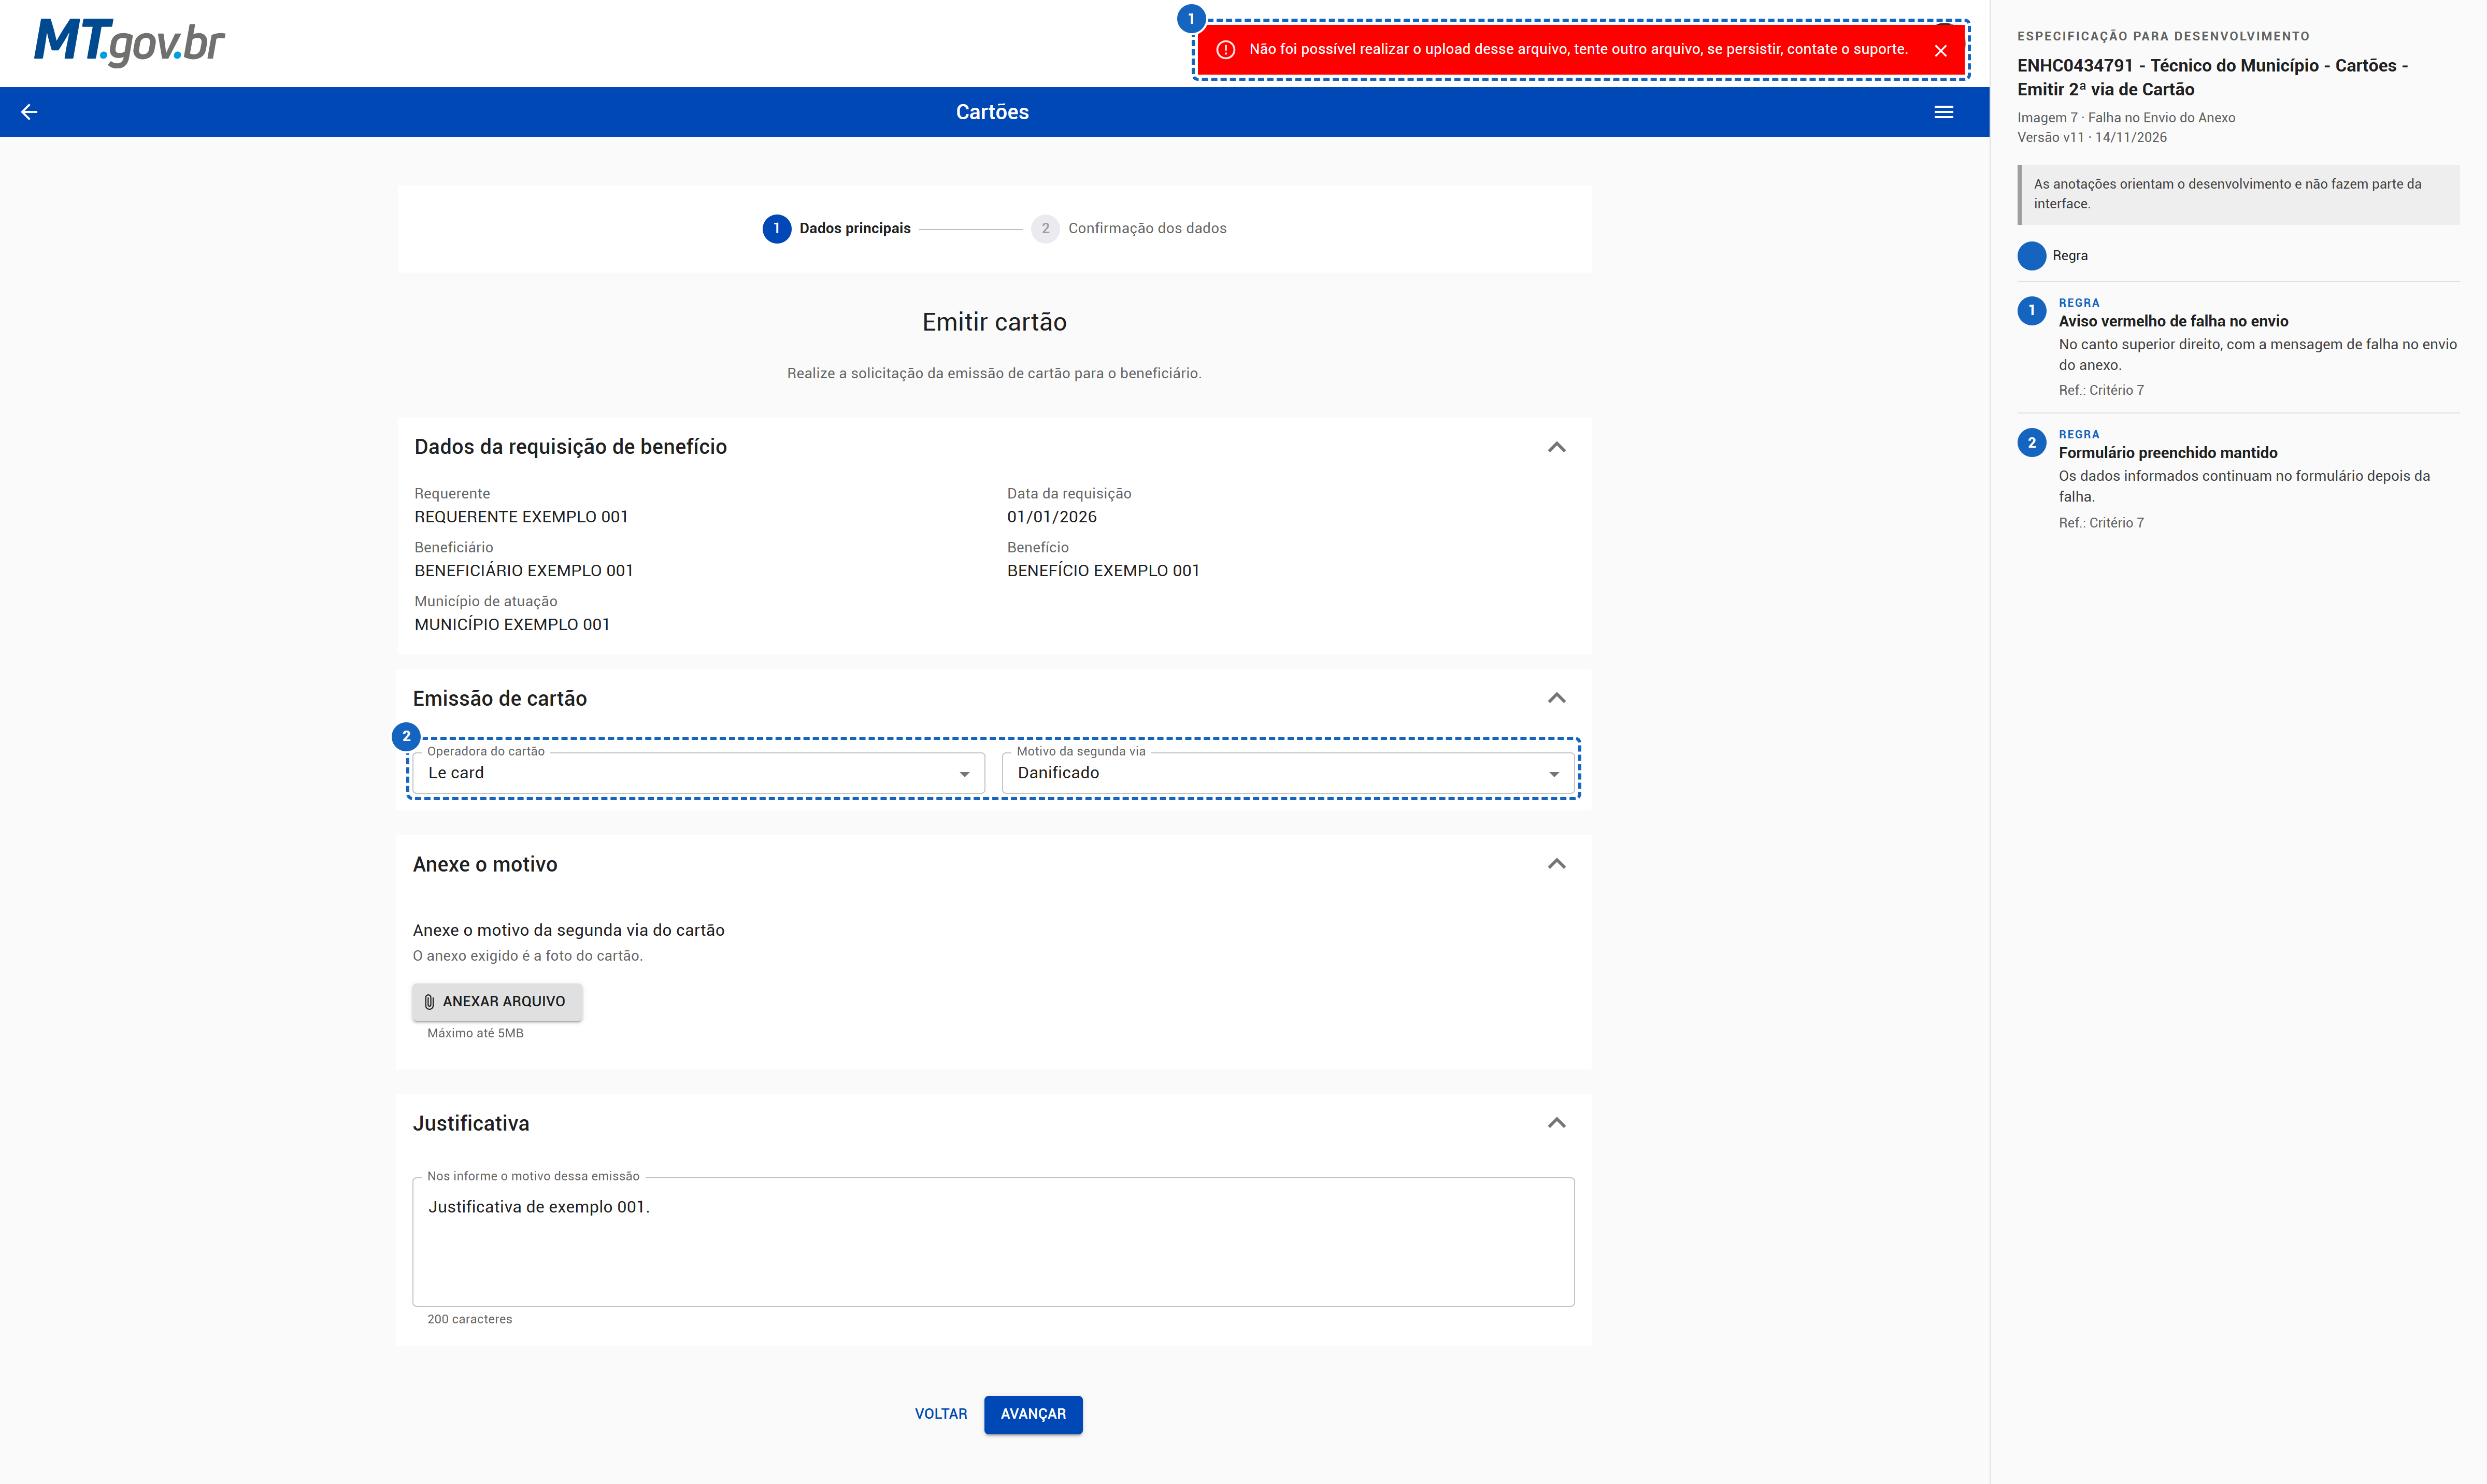 MT.gov.br
1
Não foi possível realizar o upload desse arquivo, tente outro arquivo, se persistir, contate o suporte.
Cartões
1 Dados principais
2 Confirmação dos dados
Emitir cartão
Realize a solicitação da emissão de cartão para o beneficiário.
Dados da requisição de benefício
Requerente
REQUERENTE EXEMPLO 001
Data da requisição
01/01/2026
Beneficiário
BENEFICIÁRIO EXEMPLO 001
Benefício
BENEFÍCIO EXEMPLO 001
Município de atuação
MUNICÍPIO EXEMPLO 001
Emissão de cartão
2
Operadora do cartão
Le card
Motivo da segunda via
Danificado
Anexe o motivo
Anexe o motivo da segunda via do cartão
O anexo exigido é a foto do cartão.
ANEXAR ARQUIVO
Máximo até 5MB
Justificativa
Nos informe o motivo dessa emissão
Justificativa de exemplo 001.
200 caracteres
VOLTAR
AVANÇAR
ESPECIFICAÇÃO PARA DESENVOLVIMENTO
ENHC0434791 - Técnico do Município - Cartões -
Emitir 2ª via de Cartão
Imagem 7 · Falha no Envio do Anexo
Versão v11 · 14/11/2026
As anotações orientam o desenvolvimento e não fazem parte da
interface.
Regra
1
REGRA
Aviso vermelho de falha no envio
No canto superior direito, com a mensagem de falha no envio
do anexo.
Ref.: Critério 7
2
REGRA
Formulário preenchido mantido
Os dados informados continuam no formulário depois da
falha.
Ref.: Critério 7